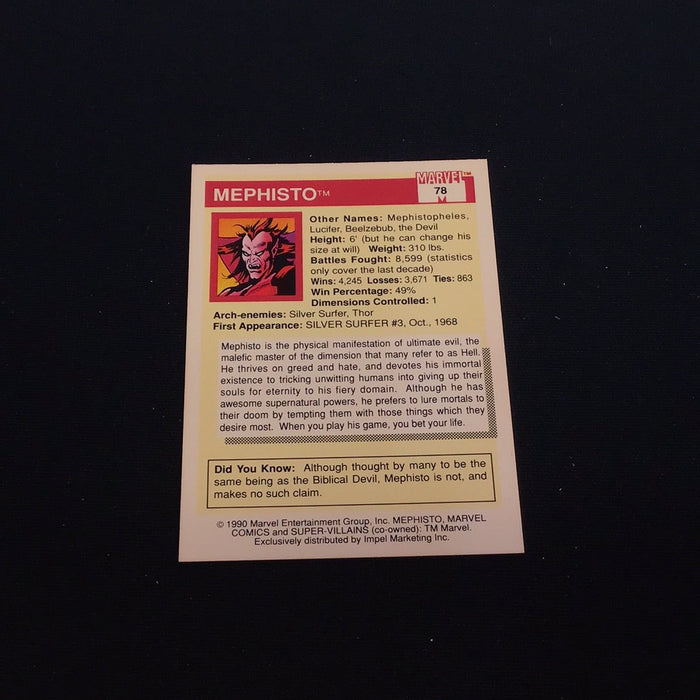 MEPHISTO™
MARVEL™
78
Other Names: Mephistopheles,
Lucifer, Beelzebub, the Devil
Height: 6' (but he can change his
size at will) Weight: 310 lbs.
Battles Fought: 8,599 (statistics
only cover the last decade)
Wins: 4,245 Losses: 3,671 Ties: 863
Win Percentage: 49%
Dimensions Controlled: 1
Arch-enemies: Silver Surfer, Thor
First Appearance: SILVER SURFER #3, Oct., 1968
Mephisto is the physical manifestation of ultimate evil, the
malefic master of the dimension that many refer to as Hell.
He thrives on greed and hate, and devotes his immortal
existence to tricking unwitting humans into giving up their
souls for eternity to his fiery domain. Although he has
awesome supernatural powers, he prefers to lure mortals to
their doom by tempting them with those things which they
desire most. When you play his game, you bet your life.
Did You Know: Although thought by many to be the
same being as the Biblical Devil, Mephisto is not, and
makes no such claim.
© 1990 Marvel Entertainment Group, Inc. MEPHISTO, MARVEL
COMICS and SUPER-VILLAINS (co-owned): TM Marvel.
Exclusively distributed by Impel Marketing Inc.